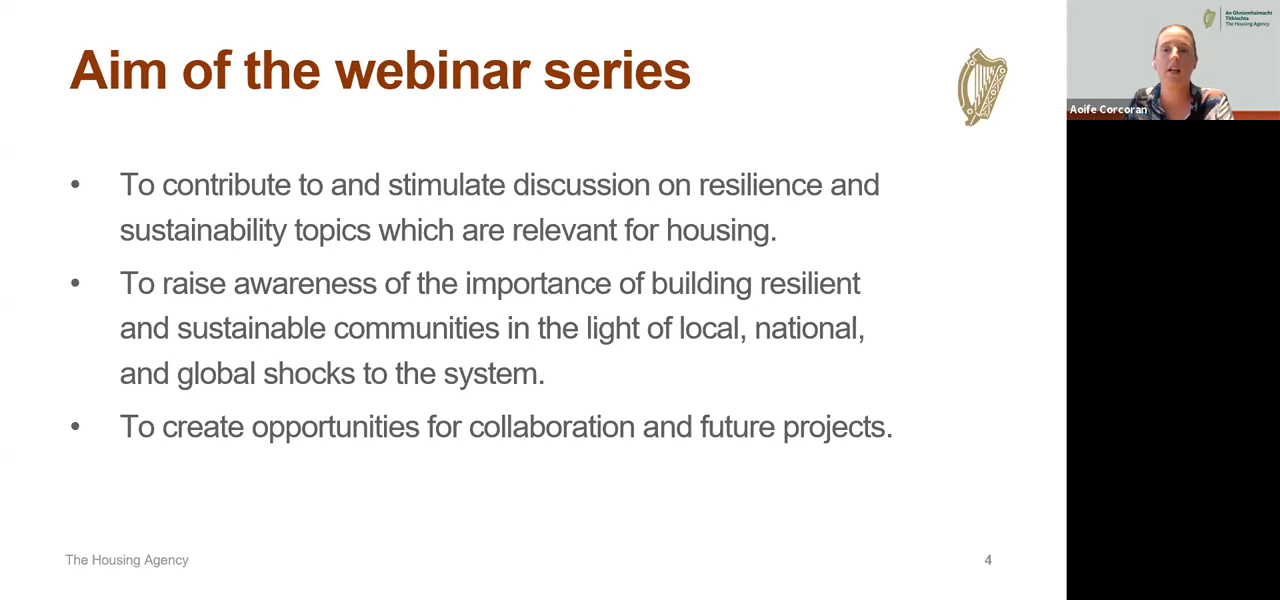 Aim of the webinar series
• To contribute to and stimulate discussion on resilience and
sustainability topics which are relevant for housing.
• To raise awareness of the importance of building resilient
and sustainable communities in the light of local, national,
and global shocks to the system.
• To create opportunities for collaboration and future projects.
The Housing Agency
4
An Ghníomhaireacht
Tithíochta
The Housing Agency
Aoife Corcoran